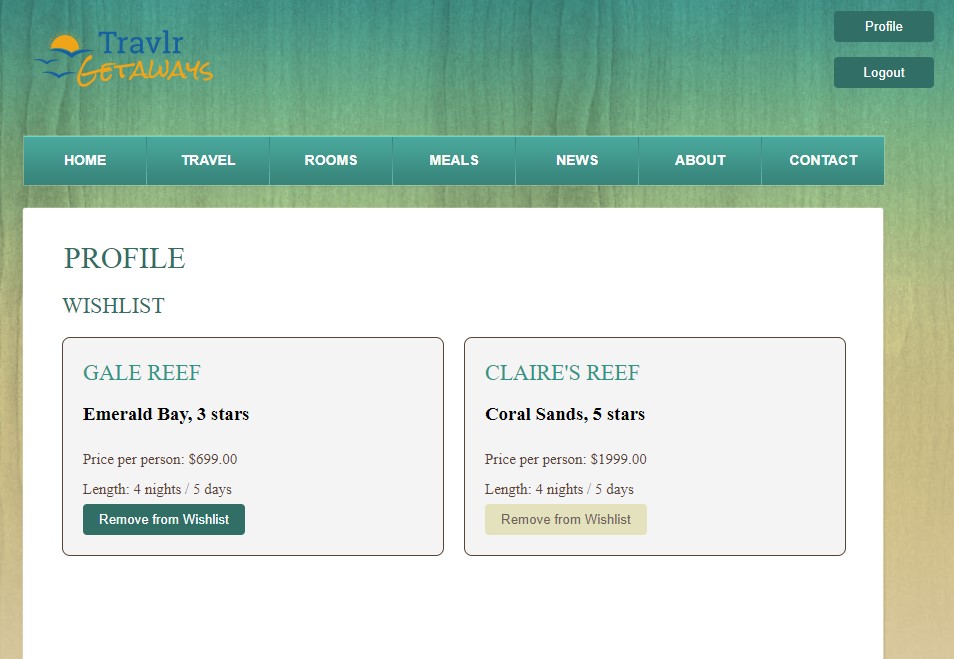 Travlr
GETAWAYS
Profile
Logout
HOME TRAVEL ROOMS MEALS NEWS ABOUT CONTACT
PROFILE
WISHLIST
GALE REEF
Emerald Bay, 3 stars
Price per person: $699.00
Length: 4 nights / 5 days
Remove from Wishlist
CLAIRE'S REEF
Coral Sands, 5 stars
Price per person: $1999.00
Length: 4 nights / 5 days
Remove from Wishlist